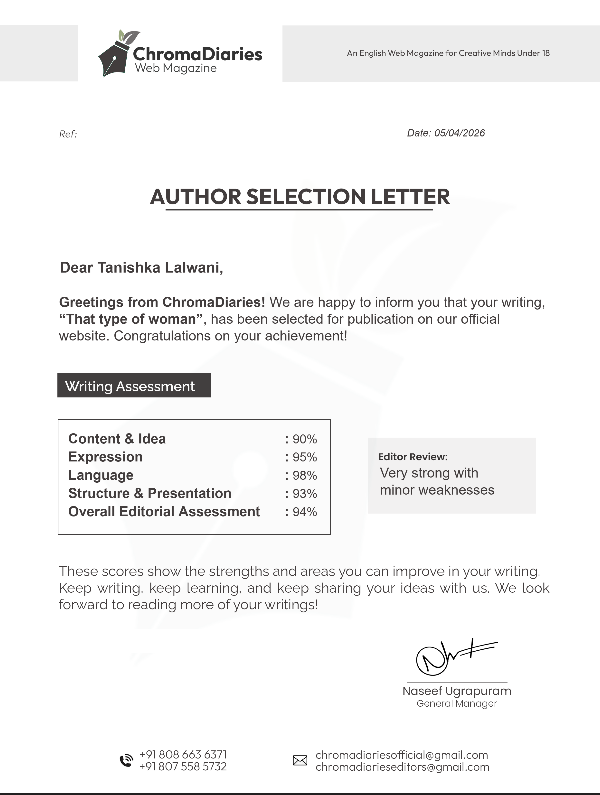 ChromaDiaries
Web Magazine
An English Web Magazine for Creative Minds Under 18
Ref:
Date: 05/04/2026
AUTHOR SELECTION LETTER
Dear Tanishka Lalwani,
Greetings from ChromaDiaries! We are happy to inform you that your writing,
“That type of woman”, has been selected for publication on our official
website. Congratulations on your achievement!
Writing Assessment
Content & Idea : 90%
Expression : 95%
Language : 98%
Structure & Presentation : 93%
Overall Editorial Assessment : 94%
Editor Review:
Very strong with
minor weaknesses
These scores show the strengths and areas you can improve in your writing.
Keep writing, keep learning, and keep sharing your ideas with us. We look
forward to reading more of your writings!
Naseef Ugrapuram
General Manager
+91 808 663 6371
+91 807 558 5732
chromadiariesofficial@gmail.com
chromadiarieseditors@gmail.com